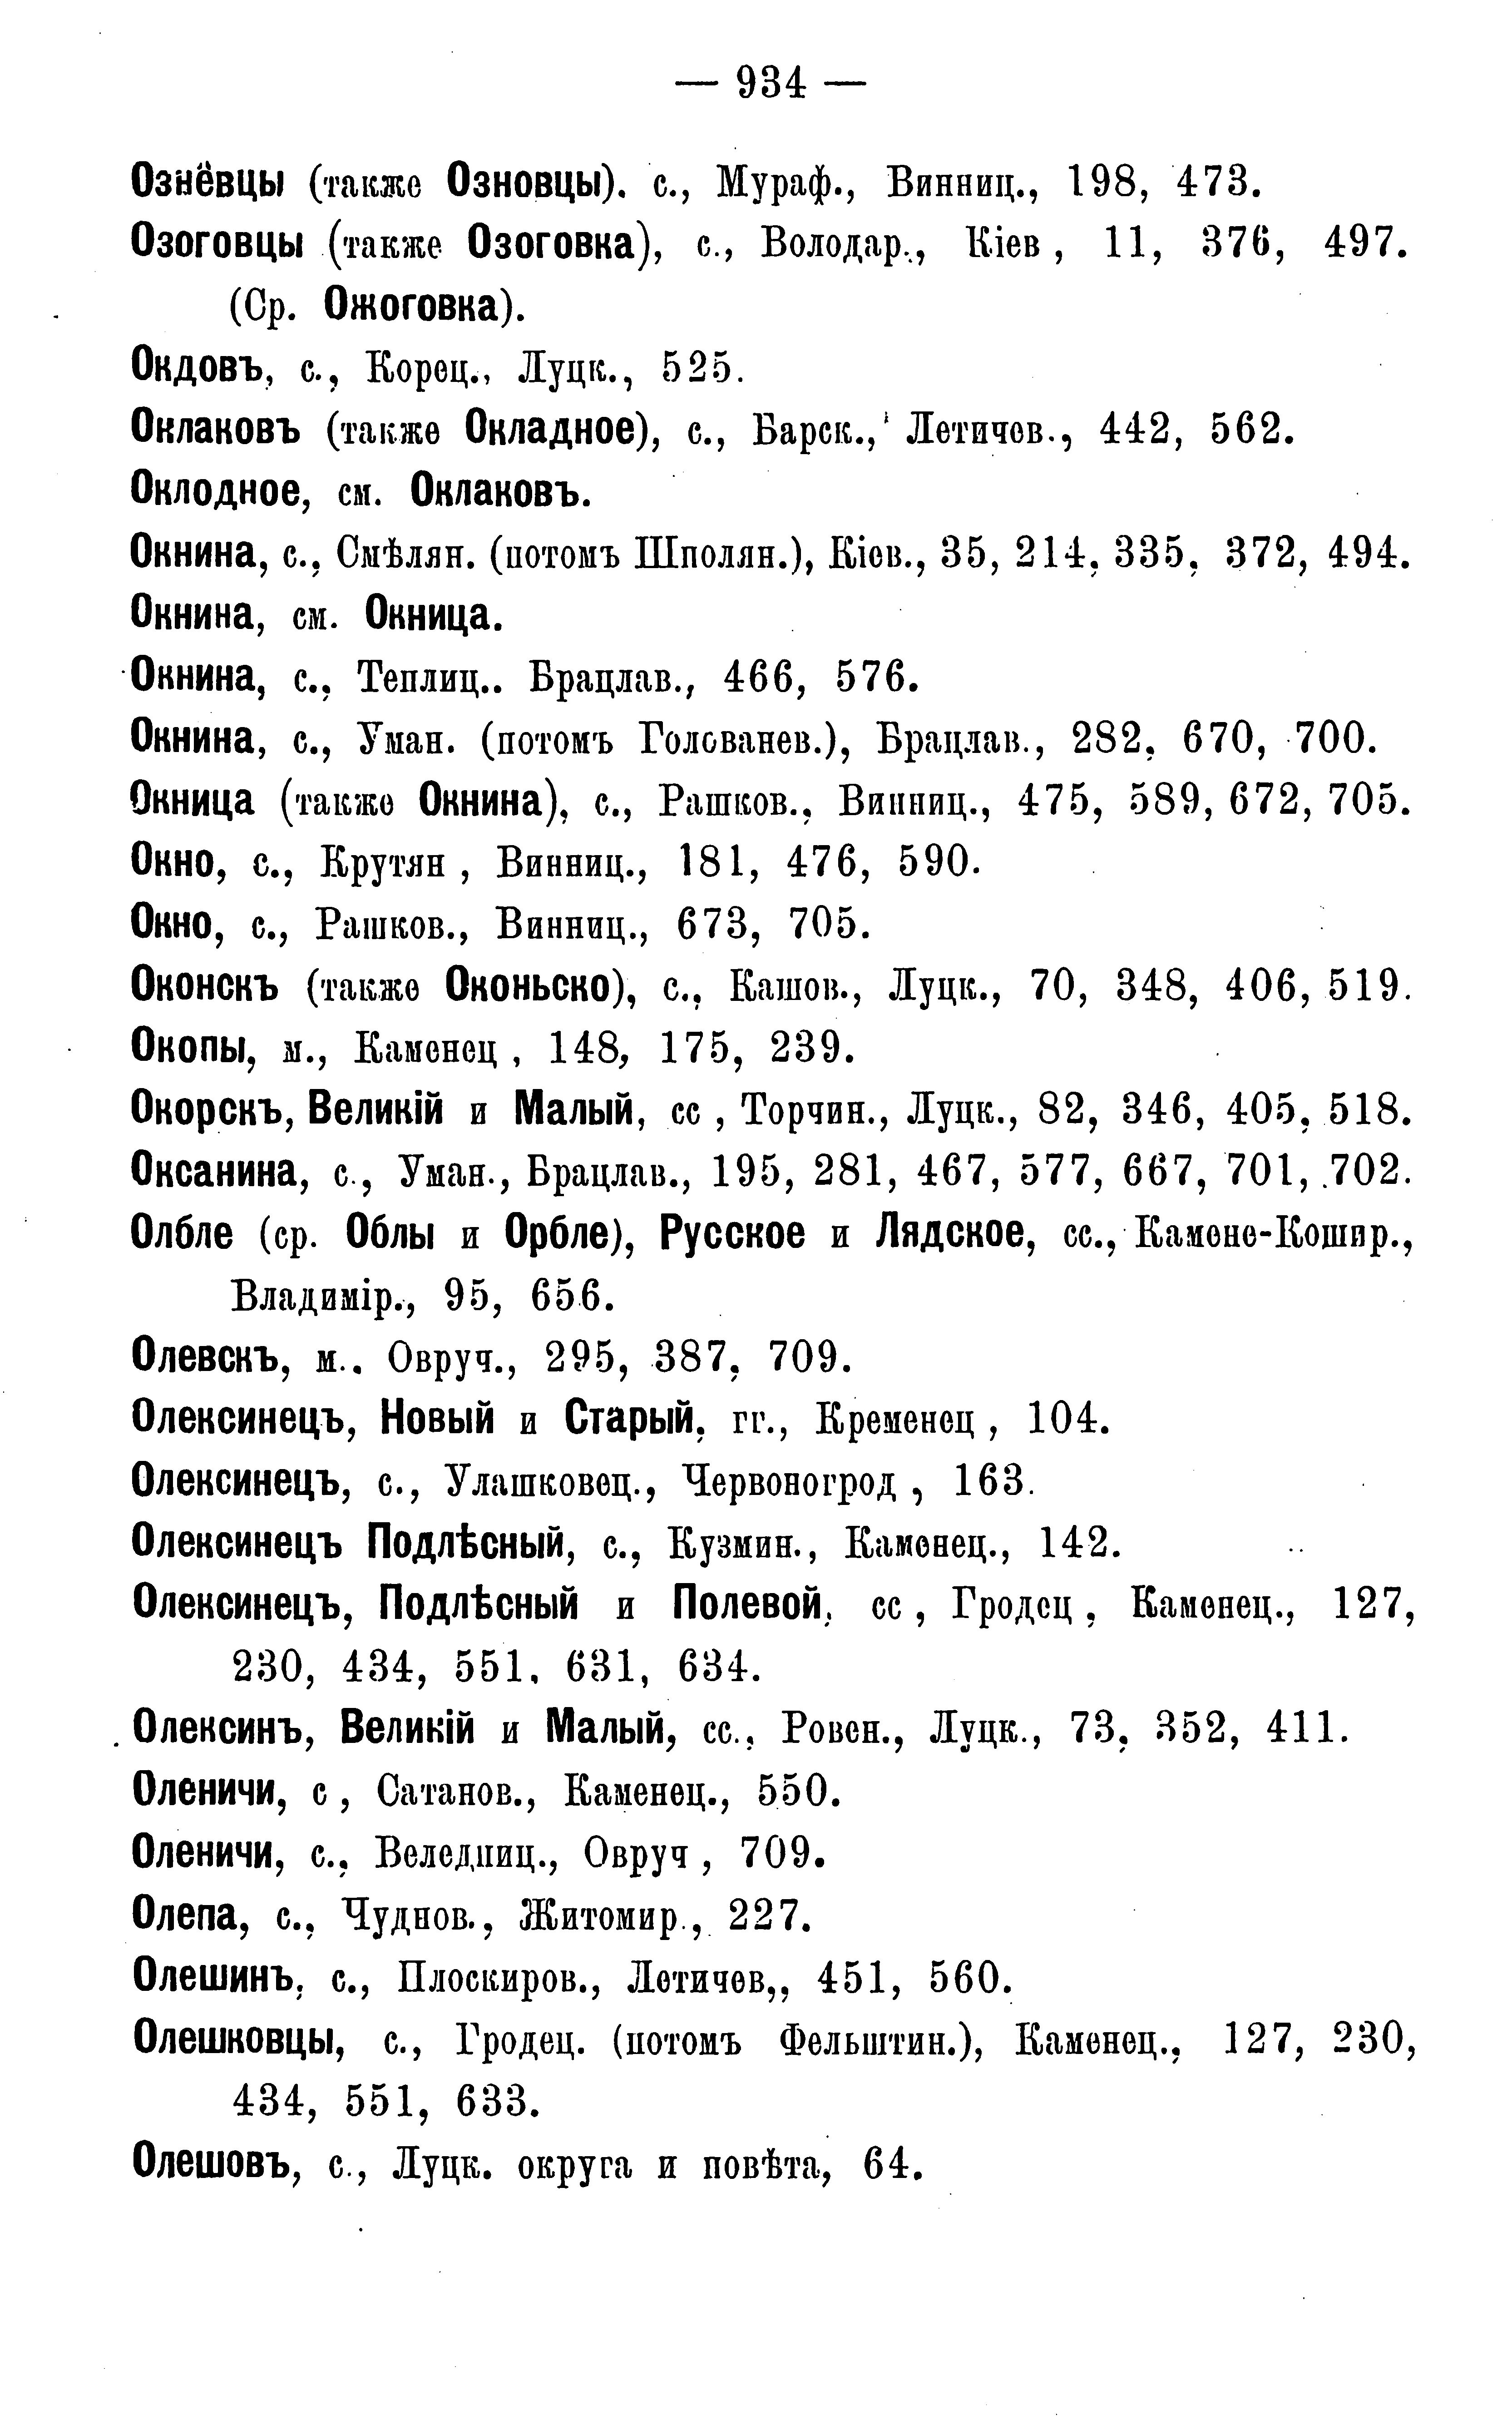 — 934 —
Ознёвцы (также Озновцы). с., Мураф., Винниц., 198, 473.
Озоговцы (также Озоговка), с., Володар., Кіев , 11, 376, 497.
(Ср. Ожоговка).
Окдовъ, с., Корец., Луцк., 525.
Оклаковъ (также Окладное), с., Барск., Летичев., 442, 562.
Оклодное, см. Оклаковъ.
Окнина, с., Смѣлян. (потомъ Шполян.), Кіев., 35, 214, 335, 372, 494.
Окнина, см. Окница.
Окнина, с., Теплиц.. Брацлав., 466, 576.
Окнина, с., Уман. (потомъ Голованев.), Брацлав., 282, 670, 700.
Окница (также Окнина), с., Рашков., Винниц., 475, 589, 672, 705.
Окно, с., Крутян , Винниц., 181, 476, 590.
Окно, с., Рашков., Винниц., 673, 705.
Оконскъ (также Оконьско), с., Кашов., Луцк., 70, 348, 406, 519.
Окопы, м., Каменец , 148, 175, 239.
Окорскъ, Великій и Малый, сс , Торчин., Луцк., 82, 346, 405, 518.
Оксанина, с., Уман., Брацлав., 195, 281, 467, 577, 667, 701, 702.
Олбле (ср. Облы и Орбле), Русское и Лядское, сс., Камене-Кошир.,
Владимір., 95, 656.
Олевскъ, м.. Овруч., 295, 387, 709.
Олексинецъ, Новый и Старый, гг., Кременец , 104.
Олексинецъ, с., Улашковец., Червоногрод , 163.
Олексинецъ Подлѣсный, с., Кузмин., Каменец., 142.
Олексинецъ, Подлѣсный и Полевой, сс , Гродец , Каменец., 127,
230, 434, 551, 631, 634.
Олексинъ, Великій и Малый, сс., Ровен., Луцк., 73, 352, 411.
Оленичи, с , Сатанов., Каменец., 550.
Оленичи, с., Веледниц., Овруч , 709.
Олепа, с., Чуднов., Житомир., 227.
Олешинъ, с., Плоскиров., Летичев,, 451, 560.
Олешковцы, с., Гродец. (потомъ Фельштин.), Каменец., 127, 230,
434, 551, 633.
Олешовъ, с., Луцк. округа и повѣта, 64.